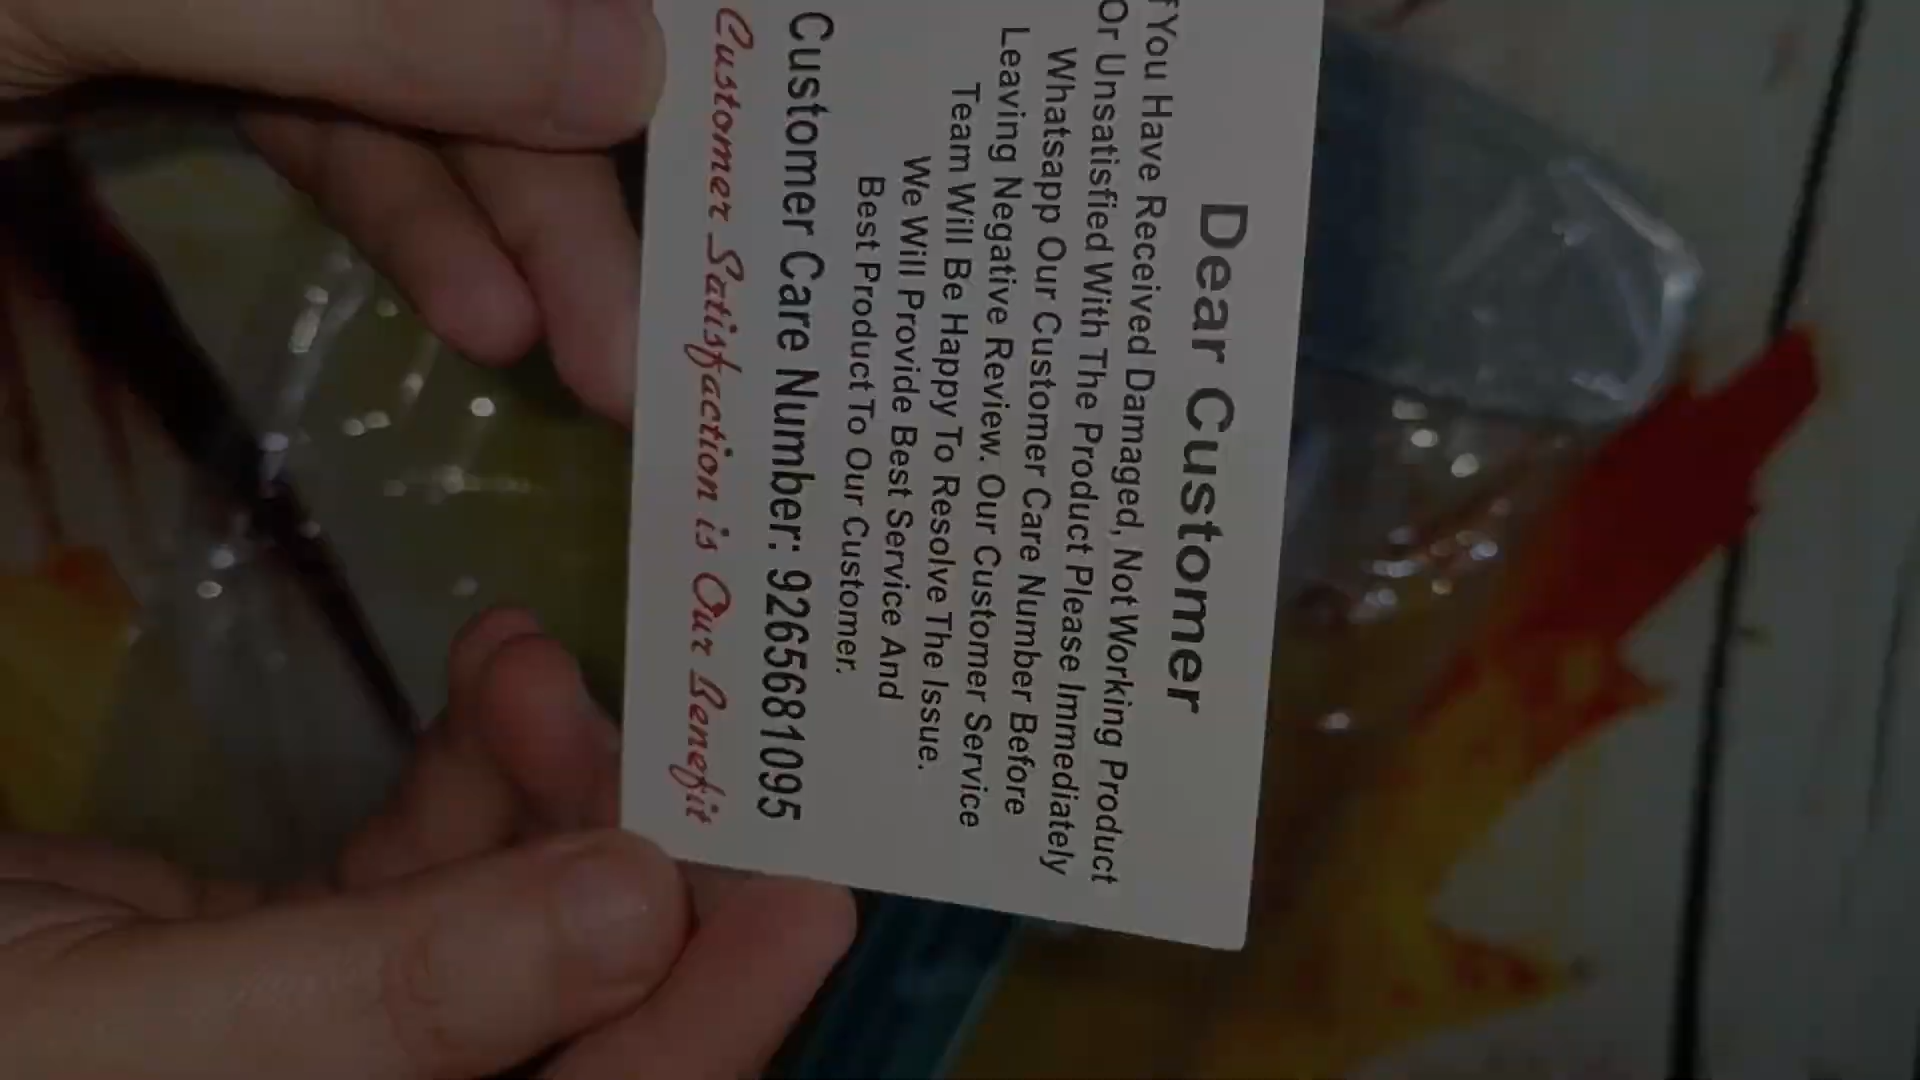 Dear Customer
f You Have Received Damaged, Not Working Product
Or Unsatisfied With The Product Please Immediately
Whatsapp Our Customer Care Number Before
Leaving Negative Review. Our Customer Service
Team Will Be Happy To Resolve The Issue.
We Will Provide Best Service And
Best Product To Our Customer.
Customer Care Number: 9265681095
Customer Satisfaction is Our Benefit